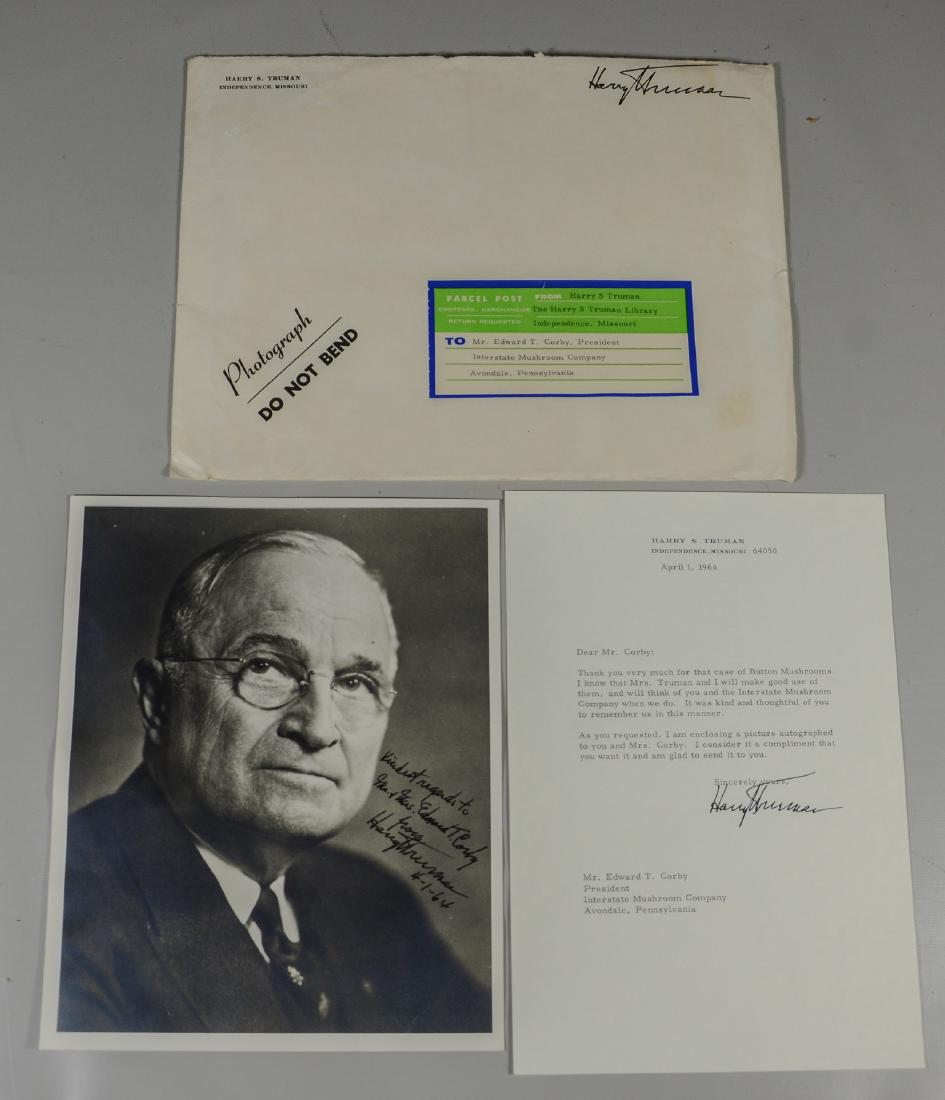 HARRY S. TRUMAN
INDEPENDENCE, MISSOURI
Harry S Truman
Photograph
DO NOT BEND
PARCEL POST
CONTENTS: MERCHANDISE
RETURN REQUESTED
FROM Harry S Truman
The Harry S Truman Library
Independence, Missouri
TO Mr. Edward T. Corby, President
Interstate Mushroom Company
Avondale, Pennsylvania
Kindest regards to
Mr & Mrs. Edward T. Corby
from
Harry S Truman
4-1-64
HARRY S TRUMAN
INDEPENDENCE, MISSOURI 64050
April 1, 1964
Dear Mr. Corby:
Thank you very much for that case of Button Mushrooms.
I know that Mrs. Truman and I will make good use of
them, and will think of you and the Interstate Mushroom
Company when we do. It was kind and thoughtful of you
to remember us in this manner.
As you requested, I am enclosing a picture autographed
to you and Mrs. Corby. I consider it a compliment that
you want it and am glad to send it to you.
Sincerely yours,
Harry S Truman
Mr. Edward T. Corby
President
Interstate Mushroom Company
Avondale, Pennsylvania